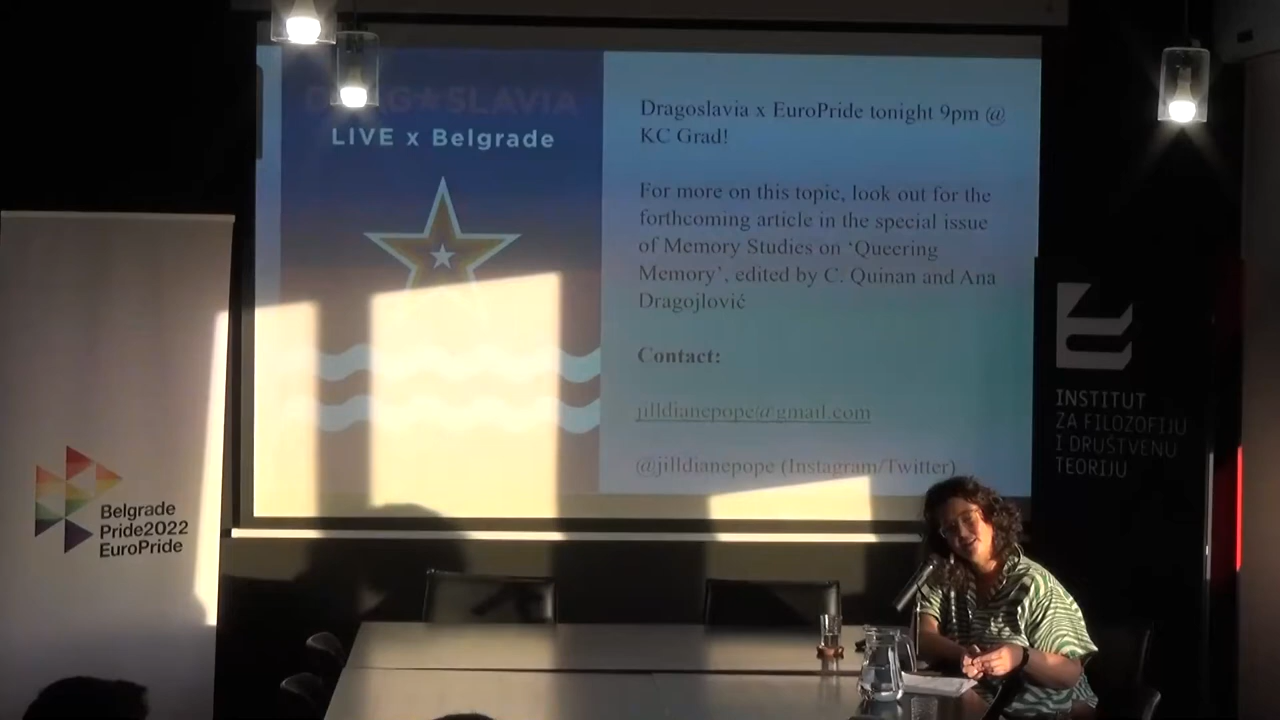 DRAG★SLAVIA
LIVE x Belgrade
Dragoslavia x EuroPride tonight 9pm @
KC Grad!
For more on this topic, look out for the
forthcoming article in the special issue
of Memory Studies on ‘Queering
Memory’, edited by C. Quinan and Ana
Dragojlović
Contact:
jilldianepope@gmail.com
@jilldianepope (Instagram/Twitter)
Belgrade
Pride2022
EuroPride
INSTITUT
ZA FILOZOFIJU
I DRUŠTVENU
TEORIJU